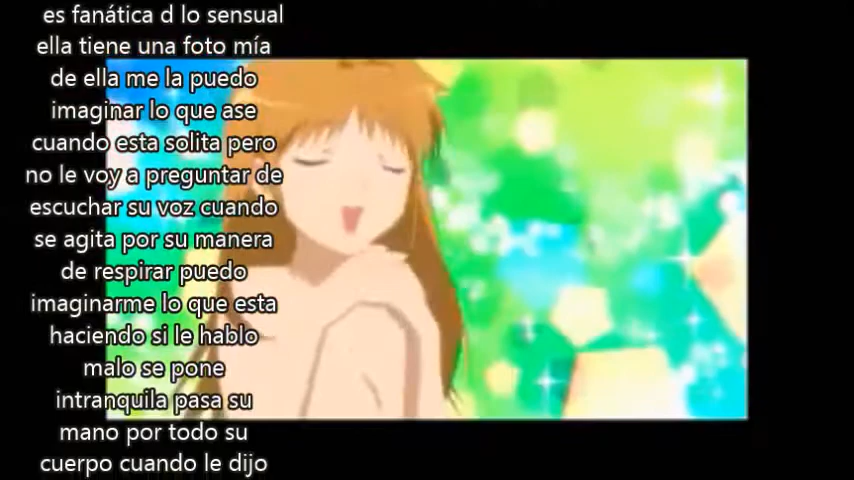 es fanática d lo sensual
ella tiene una foto mía
de ella me la puedo
imaginar lo que ase
cuando esta solita pero
no le voy a preguntar de
escuchar su voz cuando
se agita por su manera
de respirar puedo
imaginarme lo que esta
haciendo si le hablo
malo se pone
intranquila pasa su
mano por todo su
cuerpo cuando le dijo